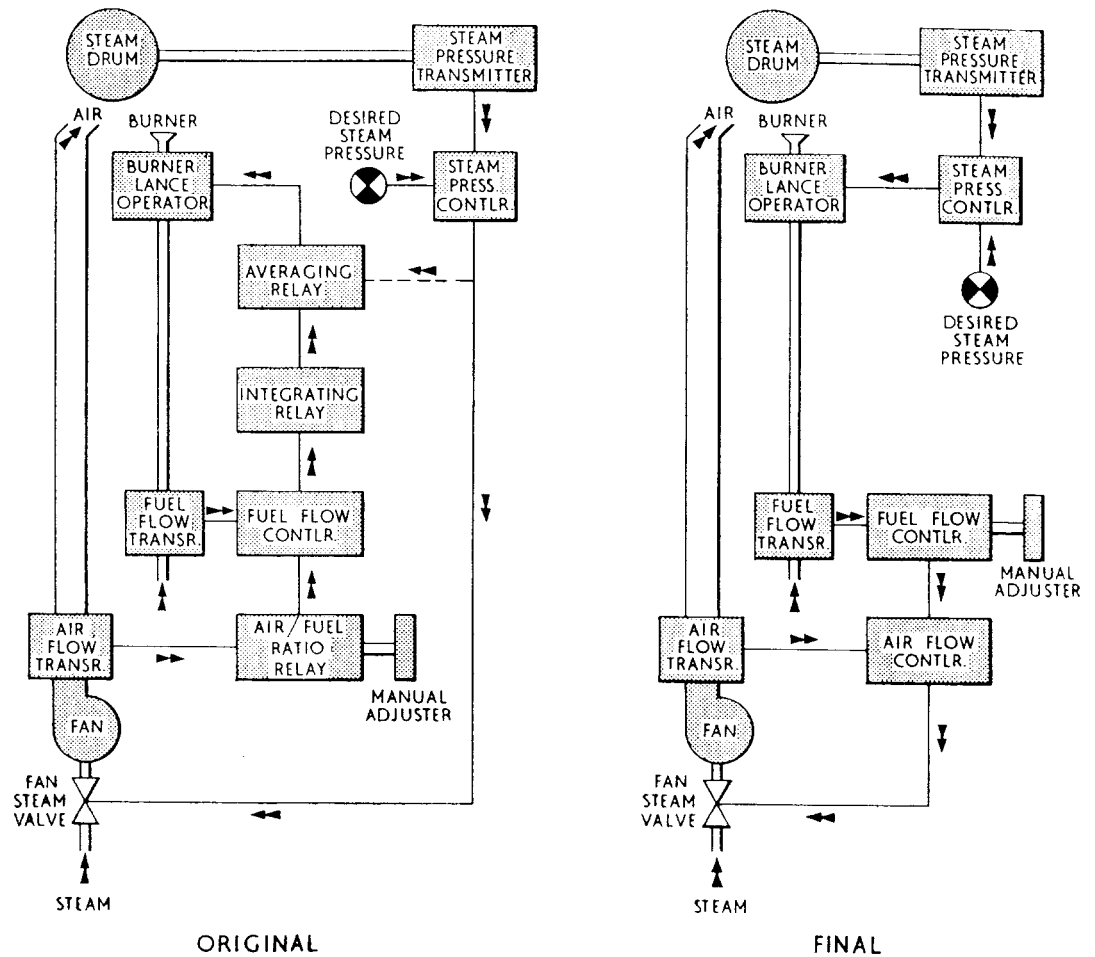 STEAM
DRUM
STEAM
PRESSURE
TRANSMITTER
AIR
BURNER
DESIRED
STEAM
PRESSURE
BURNER
LANCE
OPERATOR
STEAM
PRESS
CONTLR.
AVERAGING
RELAY
INTEGRATING
RELAY
FUEL
FLOW
TRANSR.
FUEL FLOW
CONTLR.
AIR
FLOW
TRANSR.
AIR/FUEL
RATIO
RELAY
MANUAL
ADJUSTER
FAN
FAN
STEAM
VALVE
STEAM
ORIGINAL
STEAM
DRUM
STEAM
PRESSURE
TRANSMITTER
AIR
BURNER
BURNER
LANCE
OPERATOR
STEAM
PRESS
CONTLR.
DESIRED
STEAM
PRESSURE
FUEL
FLOW
TRANSR.
FUEL FLOW
CONTLR.
MANUAL
ADJUSTER
AIR
FLOW
TRANSR.
AIR FLOW
CONTLR.
FAN
FAN
STEAM
VALVE
STEAM
FINAL